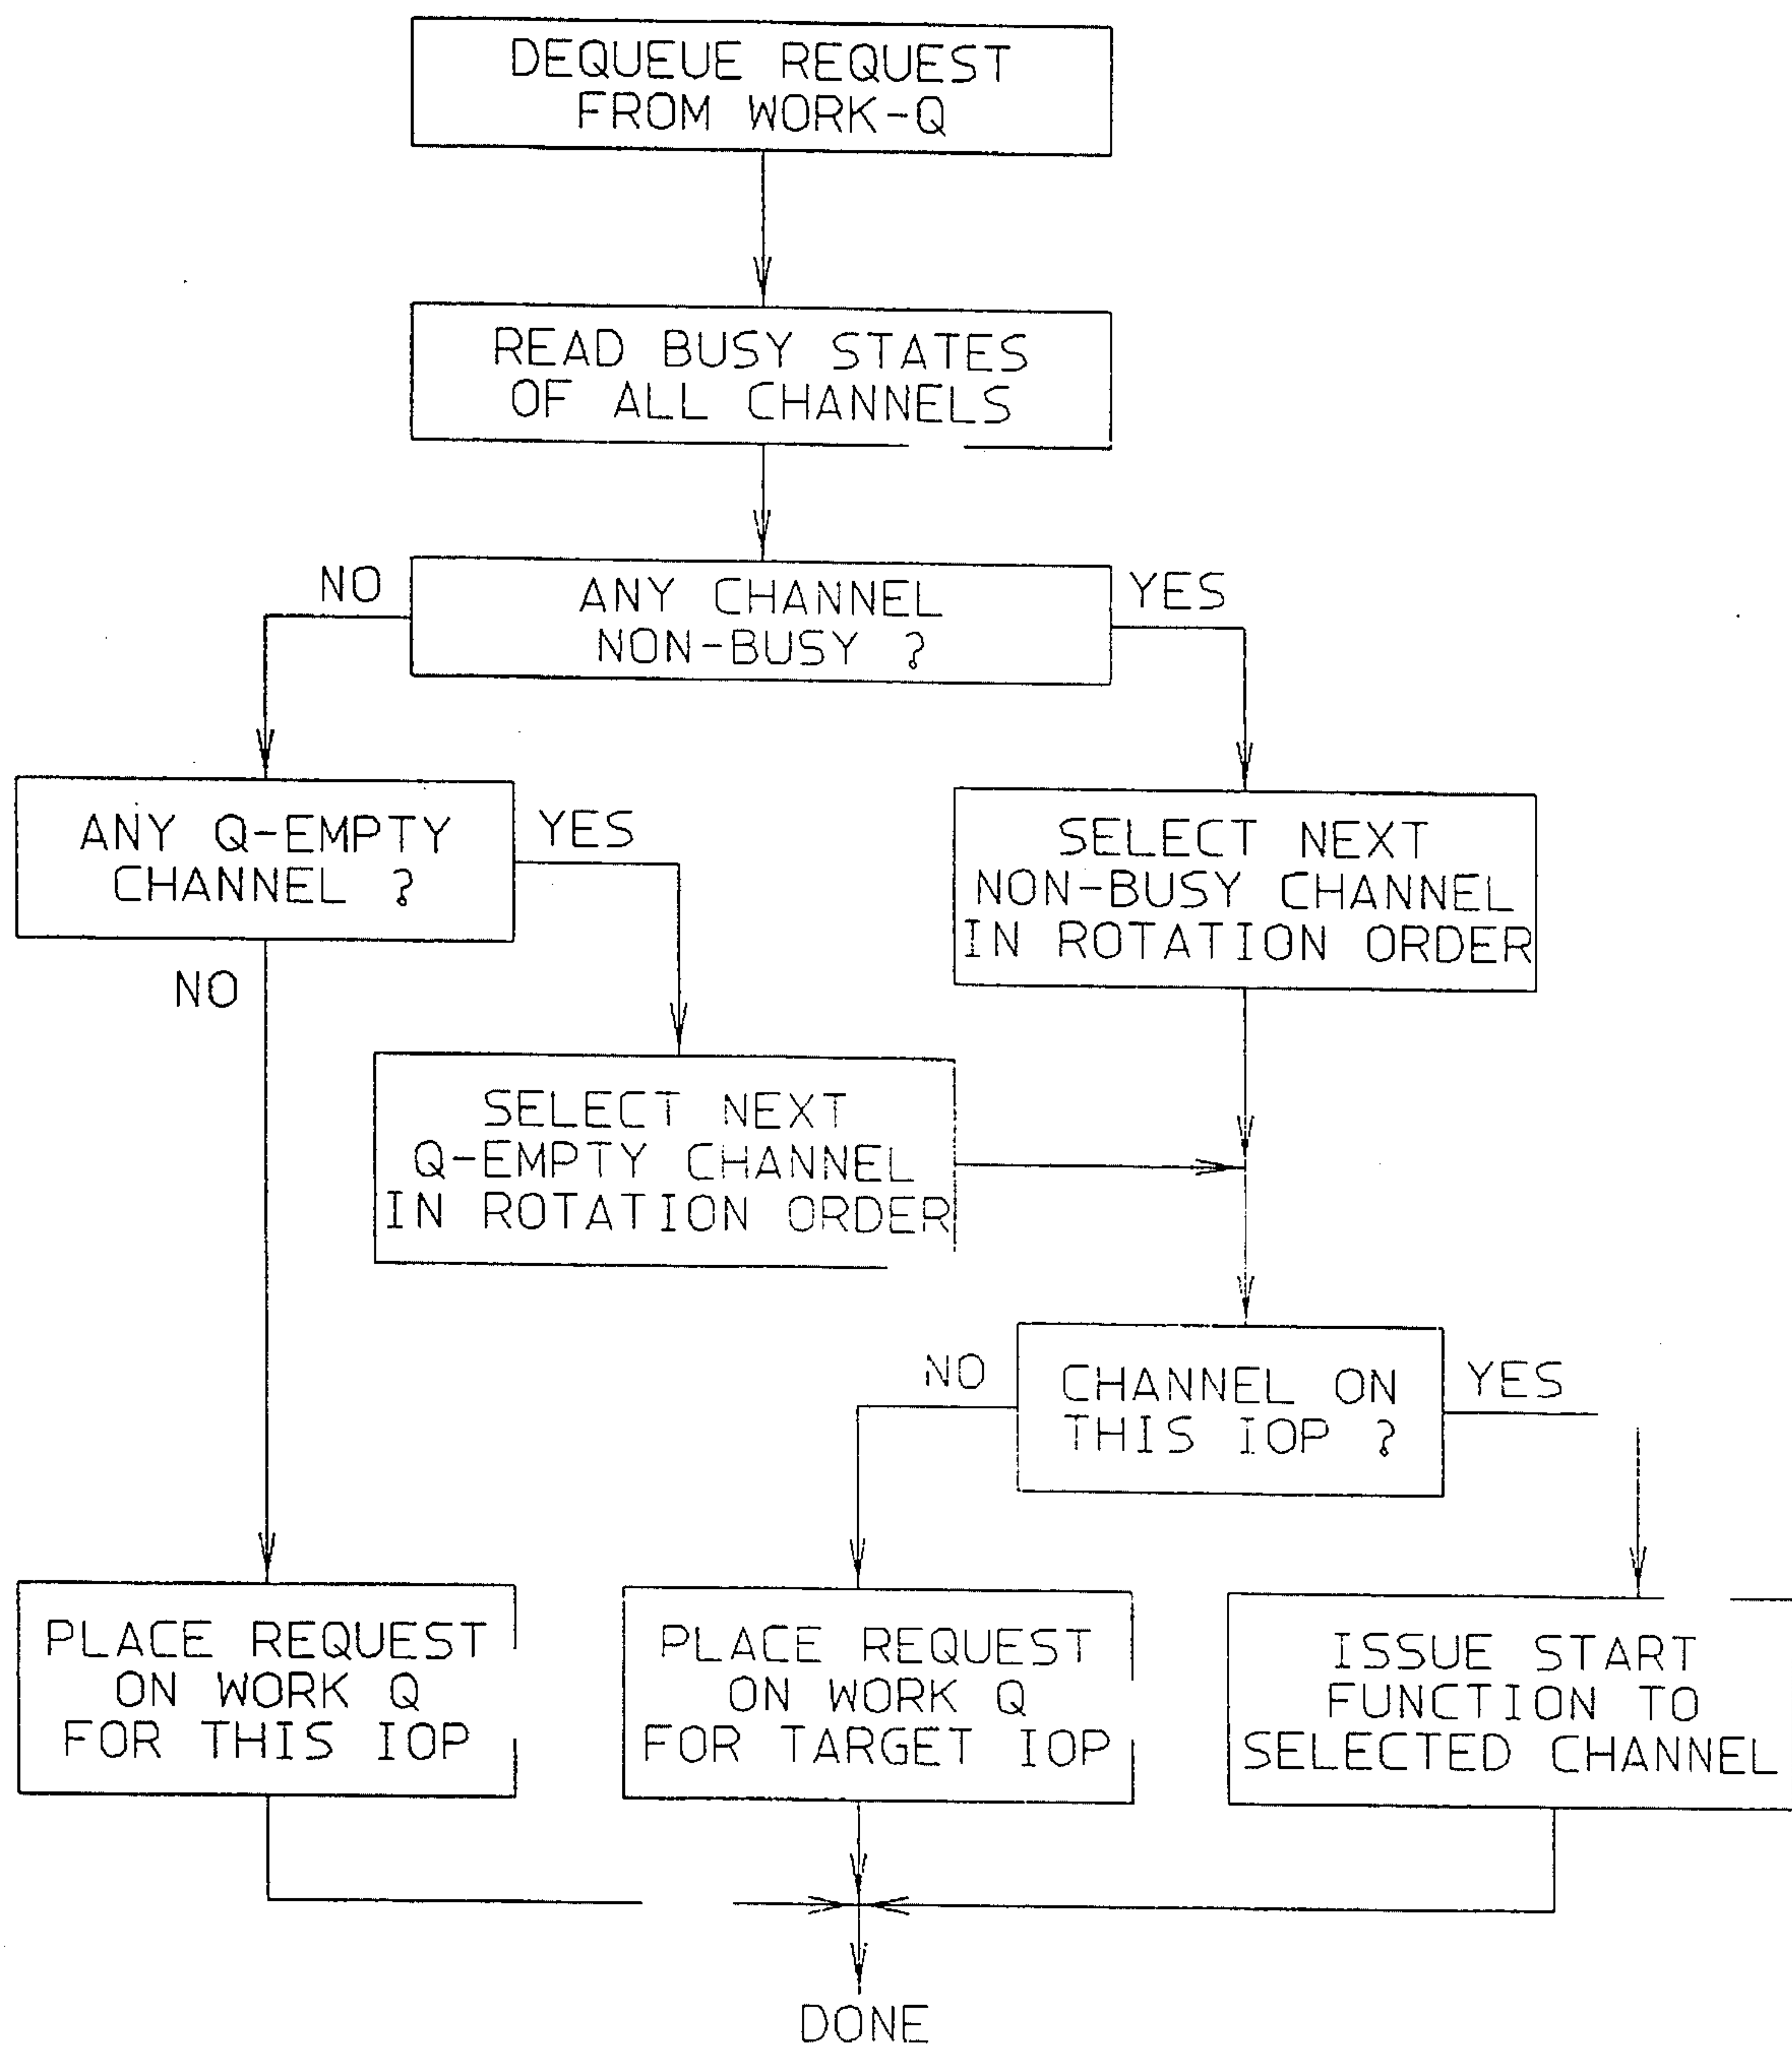 DEQUEUE REQUEST
FROM WORK-Q
READ BUSY STATES
OF ALL CHANNELS
NO
ANY CHANNEL
NON-BUSY ?
YES
ANY Q-EMPTY
CHANNEL ?
YES
NO
SELECT NEXT
NON-BUSY CHANNEL
IN ROTATION ORDER
SELECT NEXT
Q-EMPTY CHANNEL
IN ROTATION ORDER
NO
CHANNEL ON
THIS IOP ?
YES
PLACE REQUEST
ON WORK Q
FOR THIS IOP
PLACE REQUEST
ON WORK Q
FOR TARGET IOP
ISSUE START
FUNCTION TO
SELECTED CHANNEL
DONE